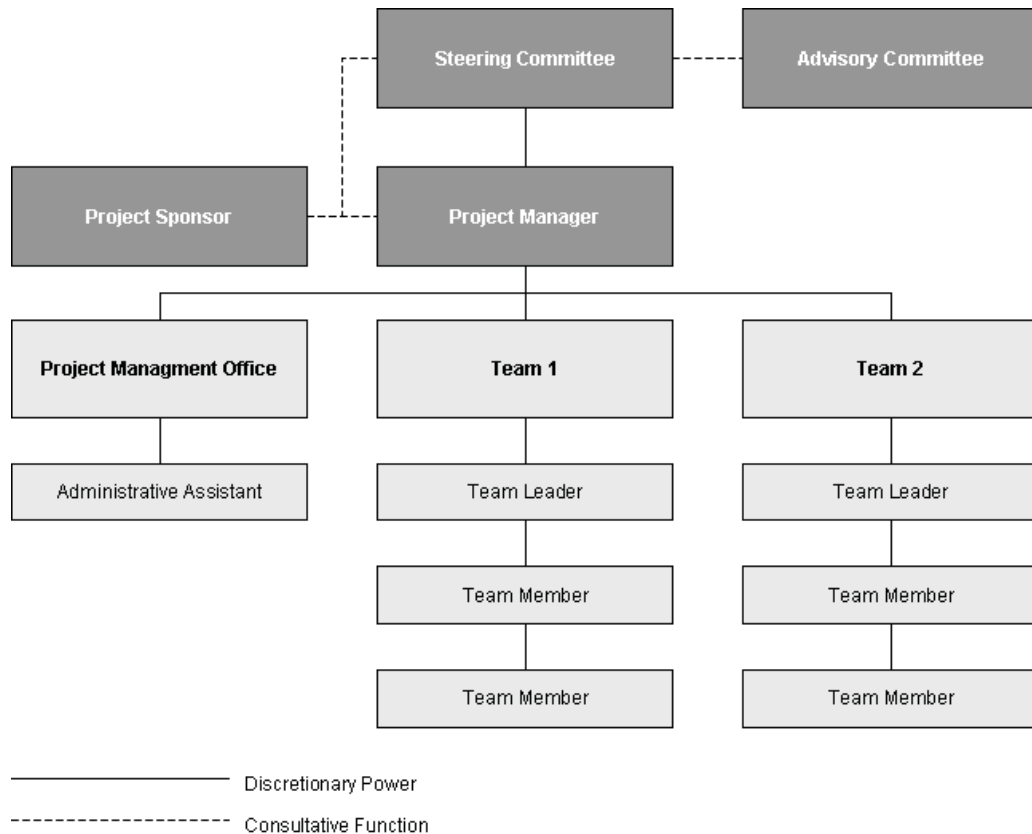 Steering Committee
Advisory Committee
Project Sponsor
Project Manager
Project Managment Office
Team 1
Team 2
Administrative Assistant
Team Leader
Team Leader
Team Member
Team Member
Team Member
Team Member
Discretionary Power
Consultative Function